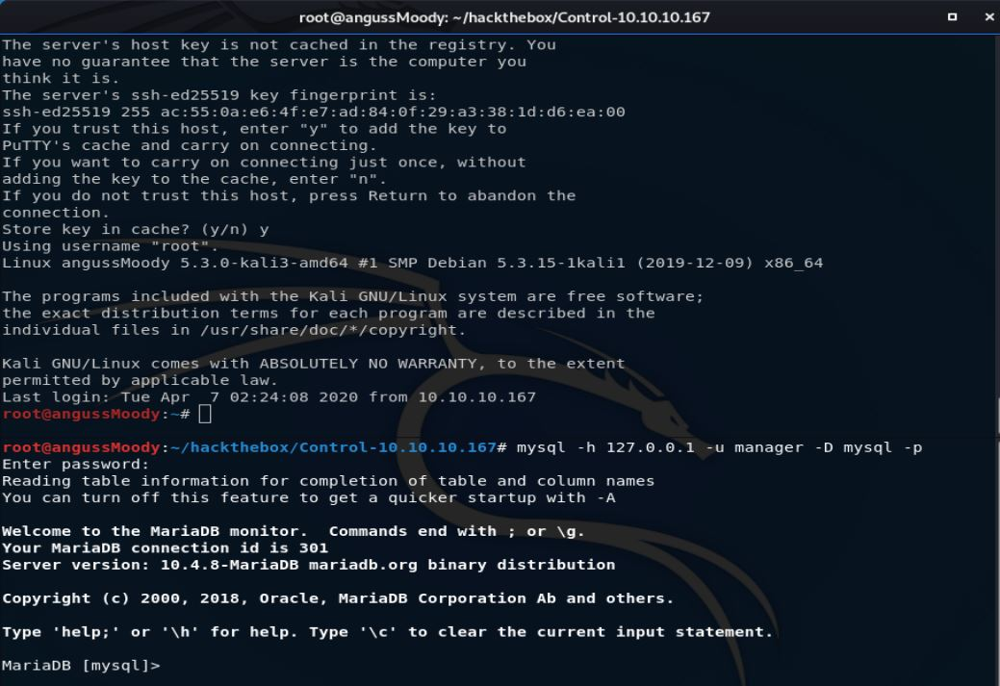 root@angussMoody: ~/hackthebox/Control-10.10.10.167
The server's host key is not cached in the registry. You
have no guarantee that the server is the computer you
think it is.
The server's ssh-ed25519 key fingerprint is:
ssh-ed25519 255 ac:55:0a:e6:4f:e7:ad:84:0f:29:a3:38:1d:d6:ea:00
If you trust this host, enter "y" to add the key to
PuTTY's cache and carry on connecting.
If you want to carry on connecting just once, without
adding the key to the cache, enter "n".
If you do not trust this host, press Return to abandon the
connection.
Store key in cache? (y/n) y
Using username "root".
Linux angussMoody 5.3.0-kali3-amd64 #1 SMP Debian 5.3.15-1kali1 (2019-12-09) x86_64
The programs included with the Kali GNU/Linux system are free software;
the exact distribution terms for each program are described in the
individual files in /usr/share/doc/*/copyright.
Kali GNU/Linux comes with ABSOLUTELY NO WARRANTY, to the extent
permitted by applicable law.
Last login: Tue Apr  7 02:24:08 2020 from 10.10.10.167
root@angussMoody:~#
root@angussMoody:~/hackthebox/Control-10.10.10.167# mysql -h 127.0.0.1 -u manager -D mysql -p
Enter password:
Reading table information for completion of table and column names
You can turn off this feature to get a quicker startup with -A
Welcome to the MariaDB monitor.  Commands end with ; or \g.
Your MariaDB connection id is 301
Server version: 10.4.8-MariaDB mariadb.org binary distribution
Copyright (c) 2000, 2018, Oracle, MariaDB Corporation Ab and others.
Type 'help;' or '\h' for help. Type '\c' to clear the current input statement.
MariaDB [mysql]>